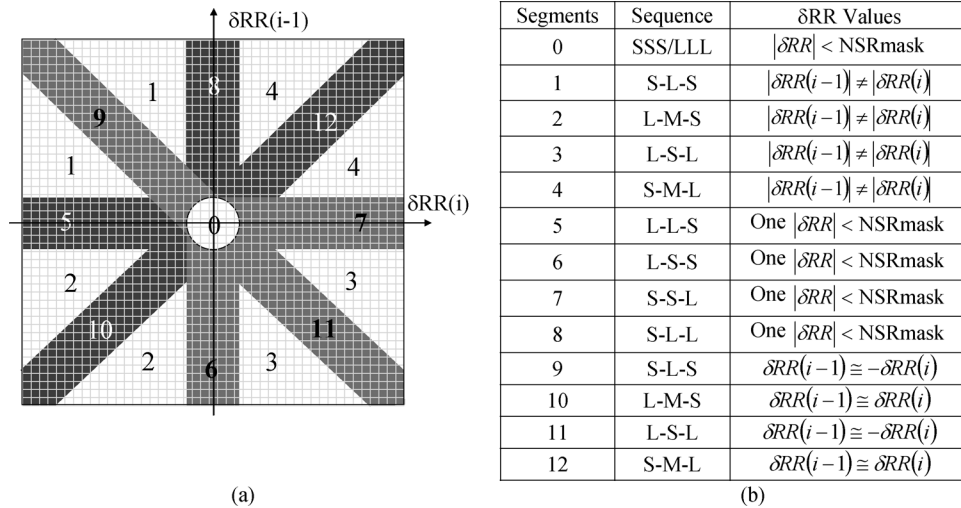 δRR(i-1)
8
1
4
9
12
1
4
δRR(i)
5
0
7
2
3
10
11
2
6
3
(a)
Segments Sequence δRR Values
0 SSS/LLL |δRR| < NSRmask
1 S-L-S |δRR(i−1)| ≠ |δRR(i)|
2 L-M-S |δRR(i−1)| ≠ |δRR(i)|
3 L-S-L |δRR(i−1)| ≠ |δRR(i)|
4 S-M-L |δRR(i−1)| ≠ |δRR(i)|
5 L-L-S One |δRR| < NSRmask
6 L-S-S One |δRR| < NSRmask
7 S-S-L One |δRR| < NSRmask
8 S-L-L One |δRR| < NSRmask
9 S-L-S δRR(i−1) ≅ −δRR(i)
10 L-M-S δRR(i−1) ≅ δRR(i)
11 L-S-L δRR(i−1) ≅ −δRR(i)
12 S-M-L δRR(i−1) ≅ δRR(i)
(b)